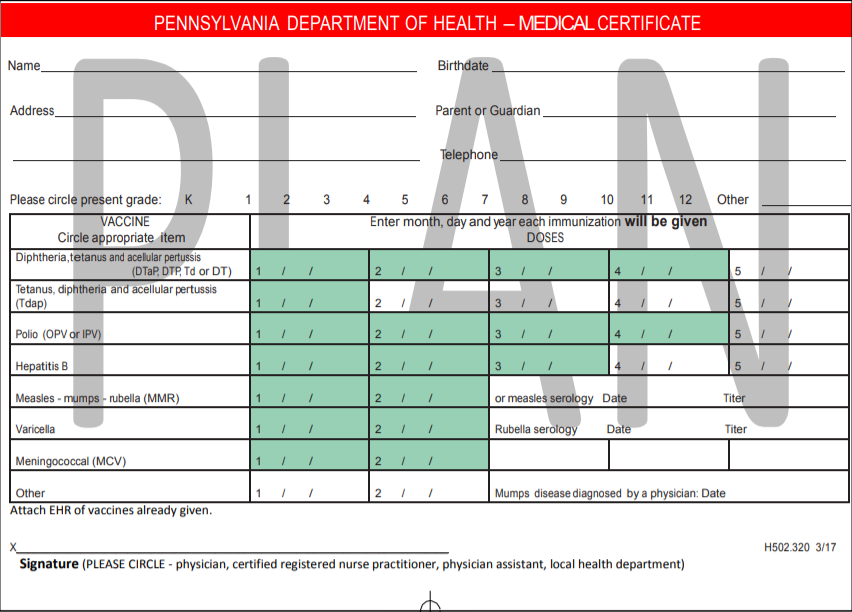 PENNSYLVANIA DEPARTMENT OF HEALTH – MEDICAL CERTIFICATE
PLAN
Name Birthdate
Address Parent or Guardian
Telephone
Please circle present grade: K 1 2 3 4 5 6 7 8 9 10 11 12 Other
VACCINE Enter month, day and year each immunization will be given
Circle appropriate item DOSES
Diphtheria,tetanus and acellular pertussis
(DTaP, DTP, Td or DT) 1 / / 2 / / 3 / / 4 / / 5 / /
Tetanus, diphtheria and acellular pertussis
(Tdap) 1 / / 2 / / 3 / / 4 / / 5 / /
Polio (OPV or IPV) 1 / / 2 / / 3 / / 4 / / 5 / /
Hepatitis B 1 / / 2 / / 3 / / 4 / / 5 / /
Measles - mumps - rubella (MMR) 1 / / 2 / / or measles serology Date Titer
Varicella 1 / / 2 / / Rubella serology Date Titer
Meningococcal (MCV) 1 / / 2 / /
Other 1 / / 2 / / Mumps disease diagnosed by a physician: Date
Attach EHR of vaccines already given.
X H502.320 3/17
Signature (PLEASE CIRCLE - physician, certified registered nurse practitioner, physician assistant, local health department)